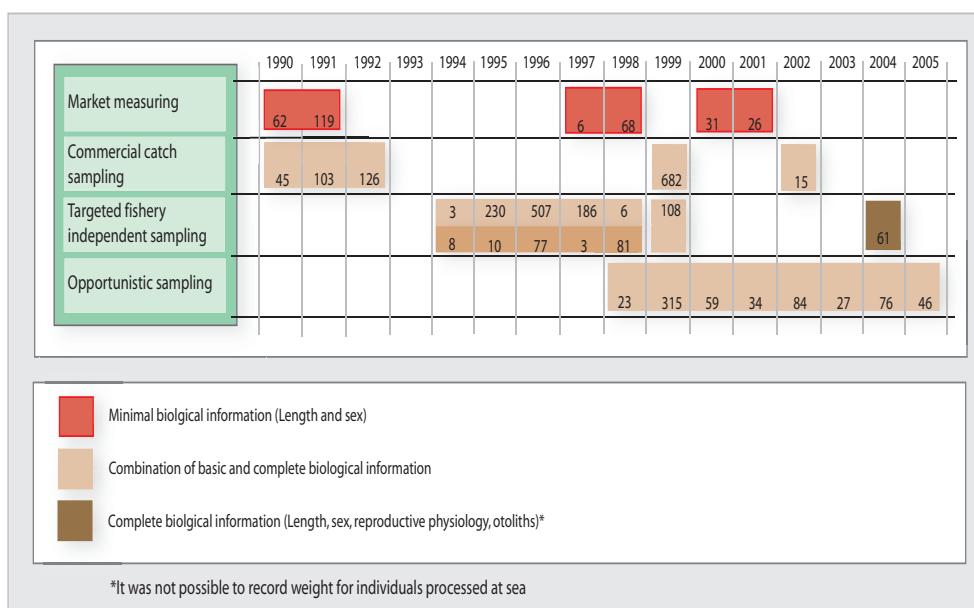 1990 1991 1992 1993 1994 1995 1996 1997 1998 1999 2000 2001 2002 2003 2004 2005
Market measuring
62 119 6 68 31 26
Commercial catch
sampling
45 103 126 682 15
Targeted fishery
independent sampling
3 230 507 186 6 108
8 10 77 3 81 61
Opportunistic sampling
23 315 59 34 84 27 76 46
Minimal biolgical information (Length and sex)
Combination of basic and complete biological information
Complete biolgical information (Length, sex, reproductive physiology, otoliths)*
*It was not possible to record weight for individuals processed at sea